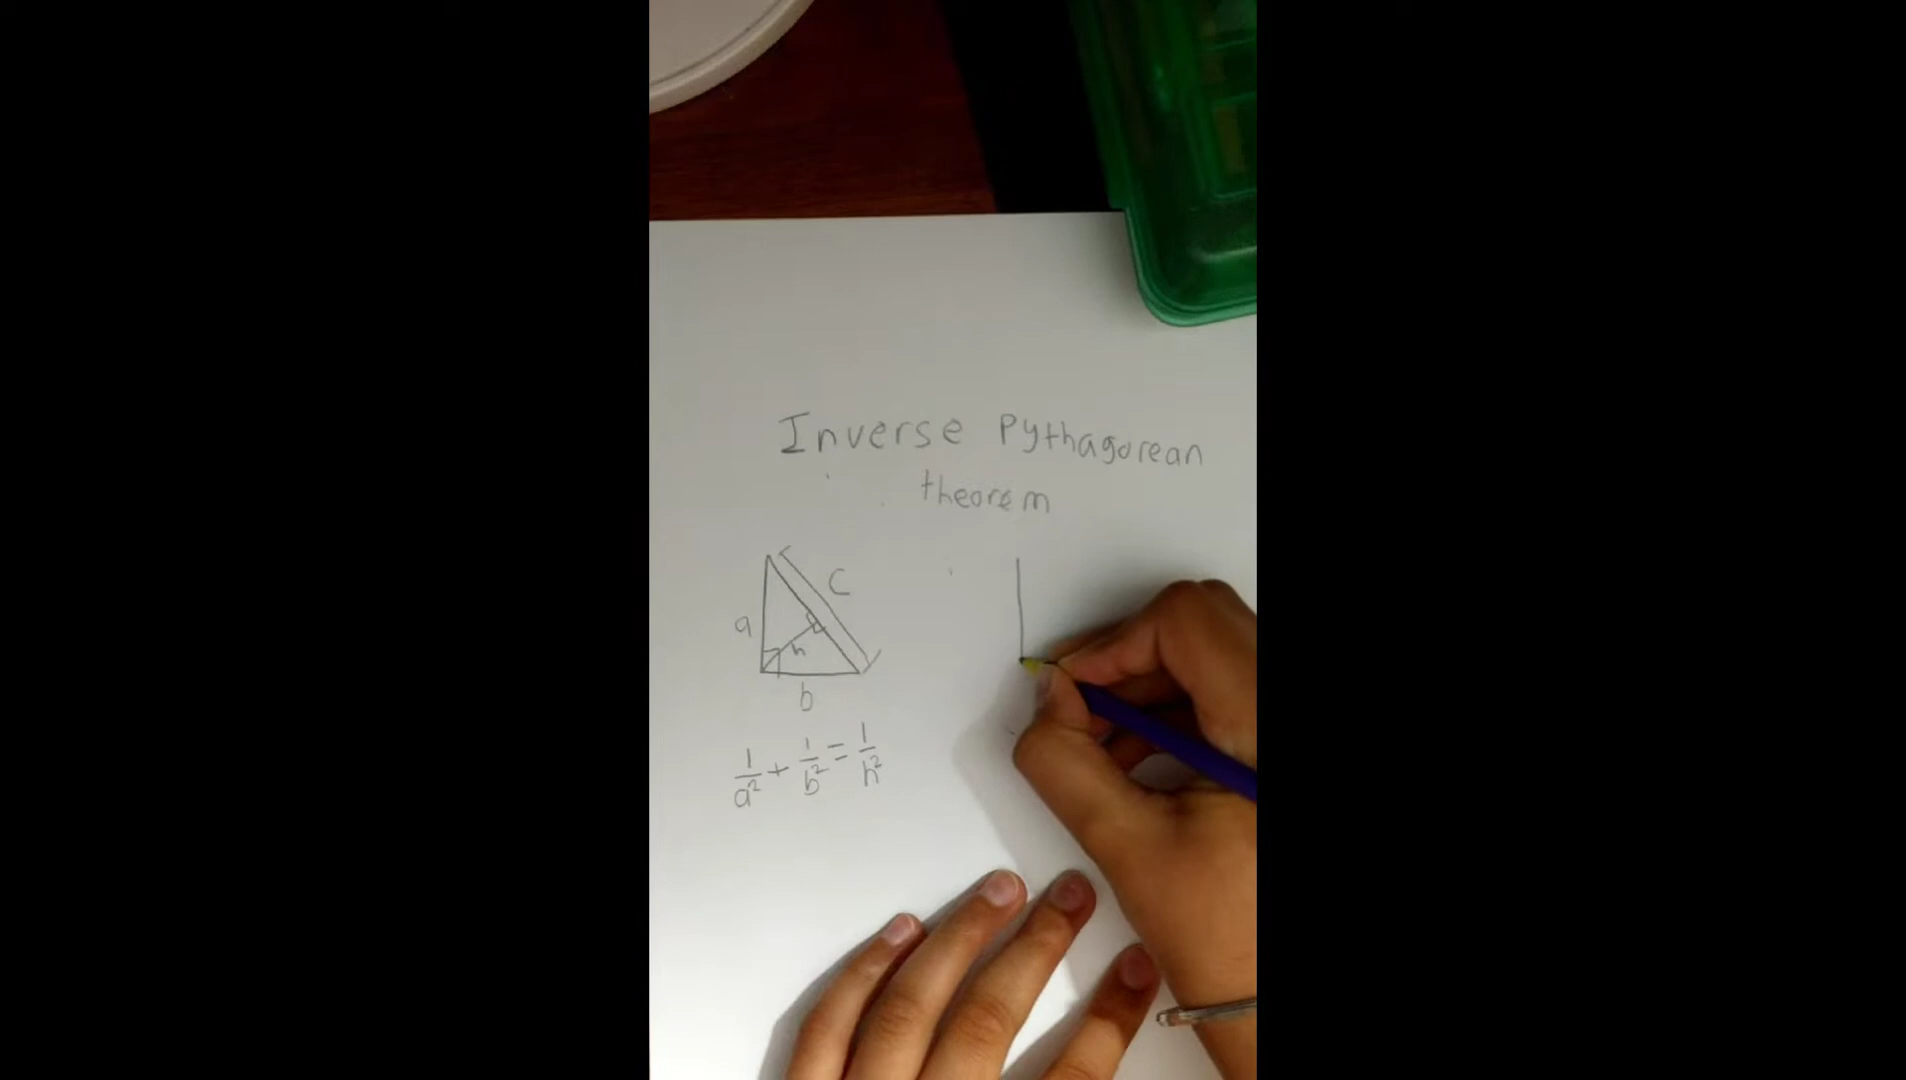 Inverse Pythagorean
theorem
C
a
h
b
1/a² + 1/b² = 1/h²